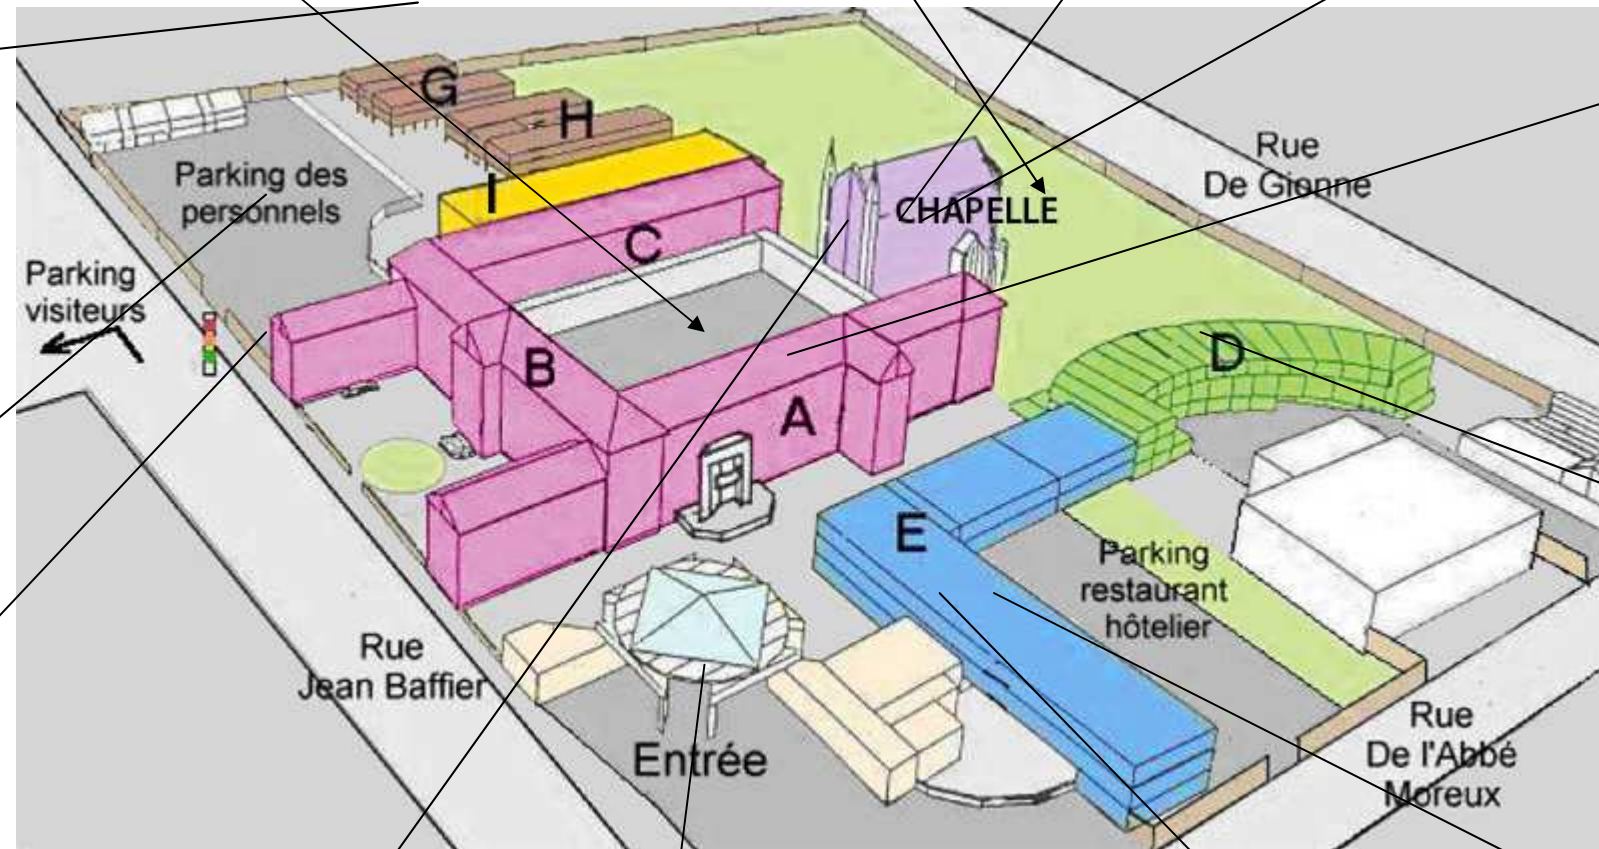 G
H
Rue
De Gionne
Parking des
personnels
I
CHAPELLE
C
Parking
visiteurs
B
D
A
E
Parking
restaurant
hôtelier
Rue
Jean Baffier
Entrée
Rue
De l'Abbé
Moreux